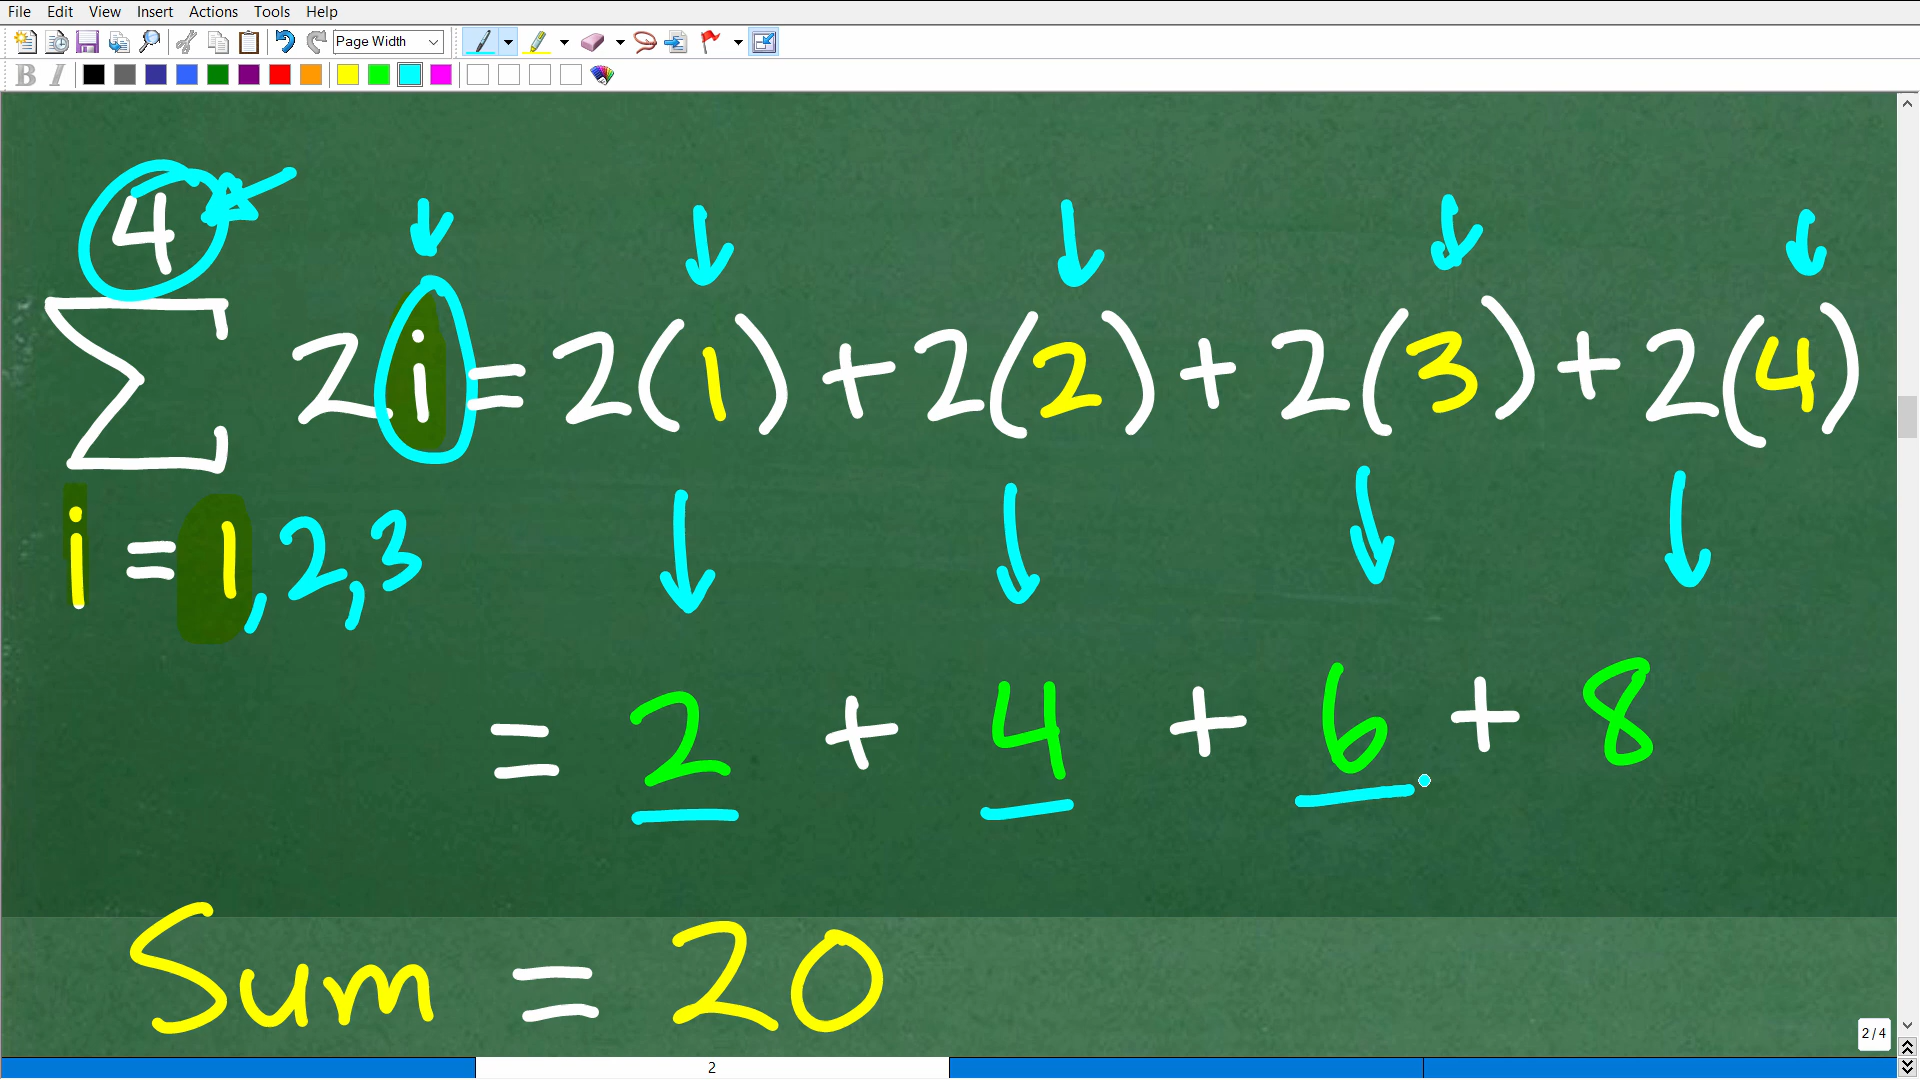 File Edit View Insert Actions Tools Help
Page Width
B I
4
∑ 2i = 2(1) + 2(2) + 2(3) + 2(4)
i = 1, 2, 3
= 2 + 4 + 6 + 8
Sum = 20
2 / 4
2